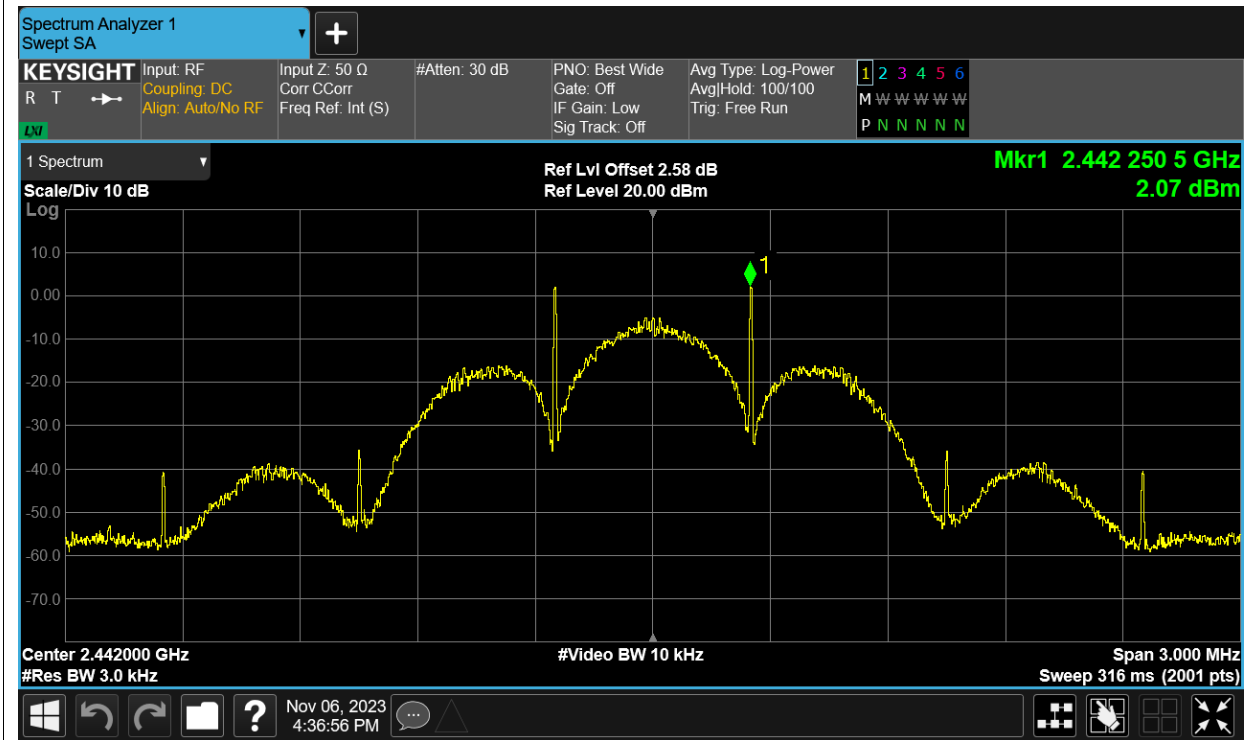 Spectrum Analyzer 1
Swept SA
KEYSIGHT
R T
LXI
Input: RF
Coupling: DC
Align: Auto/No RF
Input Z: 50 Ω
Corr CCorr
Freq Ref: Int (S)
#Atten: 30 dB
PNO: Best Wide
Gate: Off
IF Gain: Low
Sig Track: Off
Avg Type: Log-Power
Avg|Hold: 100/100
Trig: Free Run
1 2 3 4 5 6
M W W W W W
P N N N N N
1 Spectrum
Scale/Div 10 dB
Log
Ref Lvl Offset 2.58 dB
Ref Level 20.00 dBm
Mkr1 2.442 250 5 GHz
2.07 dBm
1
10.0
0.00
-10.0
-20.0
-30.0
-40.0
-50.0
-60.0
-70.0
Center 2.442000 GHz
#Res BW 3.0 kHz
#Video BW 10 kHz
Span 3.000 MHz
Sweep 316 ms (2001 pts)
?
Nov 06, 2023
4:36:56 PM